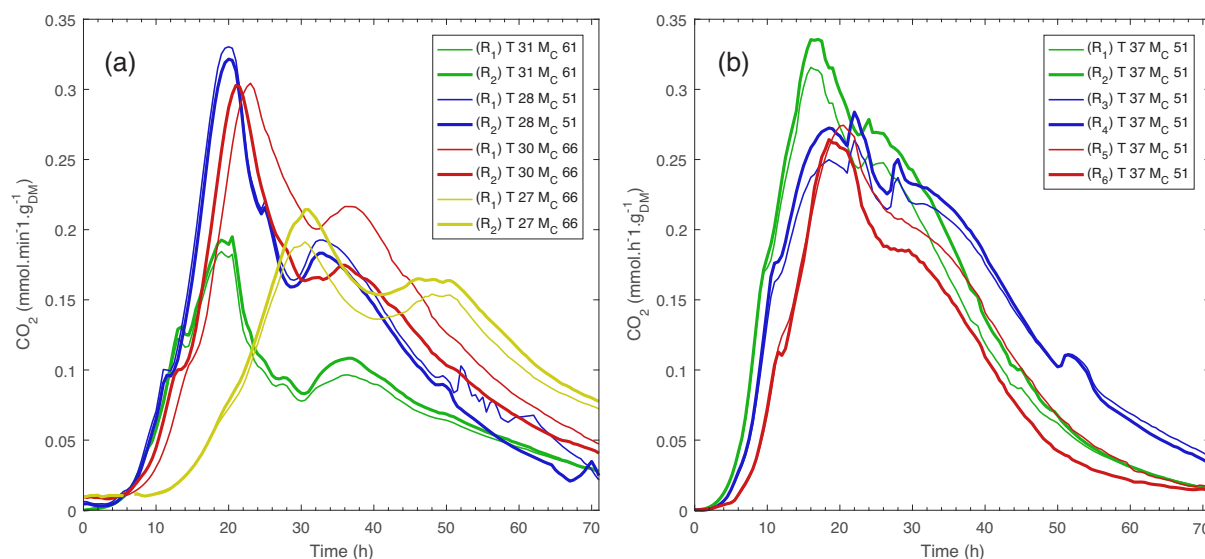 (a)
(R1) T 31 MC 61
(R2) T 31 MC 61
(R1) T 28 MC 51
(R2) T 28 MC 51
(R1) T 30 MC 66
(R2) T 30 MC 66
(R1) T 27 MC 66
(R2) T 27 MC 66
0.35
0.3
0.25
0.2
0.15
0.1
0.05
0
CO2 (mmol.min-1.g-1DM)
0 10 20 30 40 50 60 70
Time (h)
(b)
(R1) T 37 MC 51
(R2) T 37 MC 51
(R3) T 37 MC 51
(R4) T 37 MC 51
(R5) T 37 MC 51
(R6) T 37 MC 51
0.35
0.3
0.25
0.2
0.15
0.1
0.05
0
CO2 (mmol.h-1.g-1DM)
0 10 20 30 40 50 60 70
Time (h)